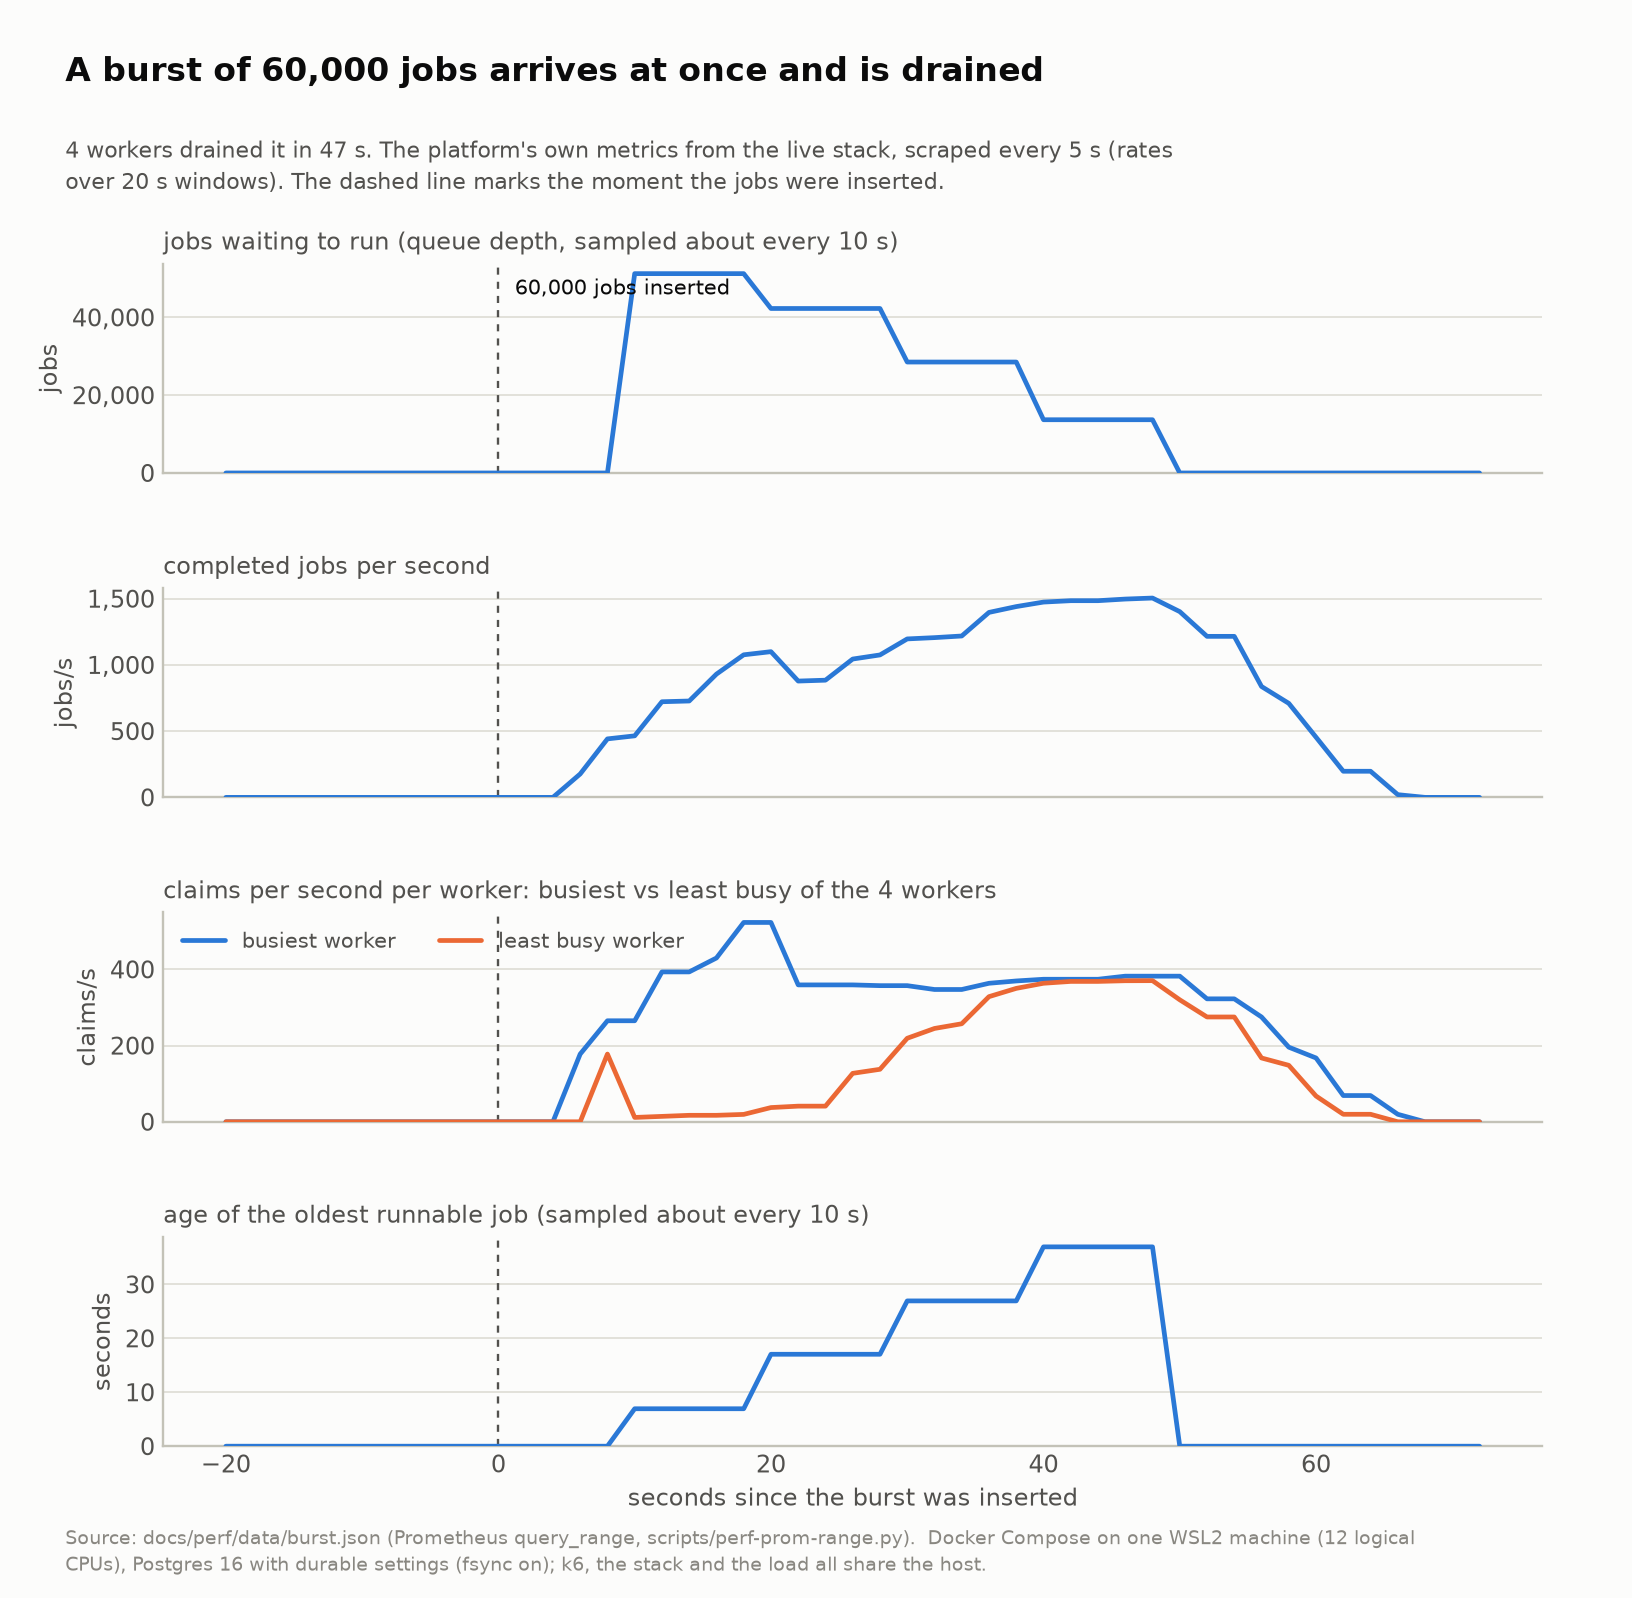 A burst of 60,000 jobs arrives at once and is drained
4 workers drained it in 47 s. The platform's own metrics from the live stack, scraped every 5 s (rates
over 20 s windows). The dashed line marks the moment the jobs were inserted.
jobs waiting to run (queue depth, sampled about every 10 s)
60,000 jobs inserted
40,000
20,000
0
jobs
completed jobs per second
1,500
1,000
500
0
jobs/s
claims per second per worker: busiest vs least busy of the 4 workers
busiest worker
least busy worker
400
200
0
claims/s
age of the oldest runnable job (sampled about every 10 s)
30
20
10
0
seconds
−20
0
20
40
60
seconds since the burst was inserted
Source: docs/perf/data/burst.json (Prometheus query_range, scripts/perf-prom-range.py).  Docker Compose on one WSL2 machine (12 logical
CPUs), Postgres 16 with durable settings (fsync on); k6, the stack and the load all share the host.